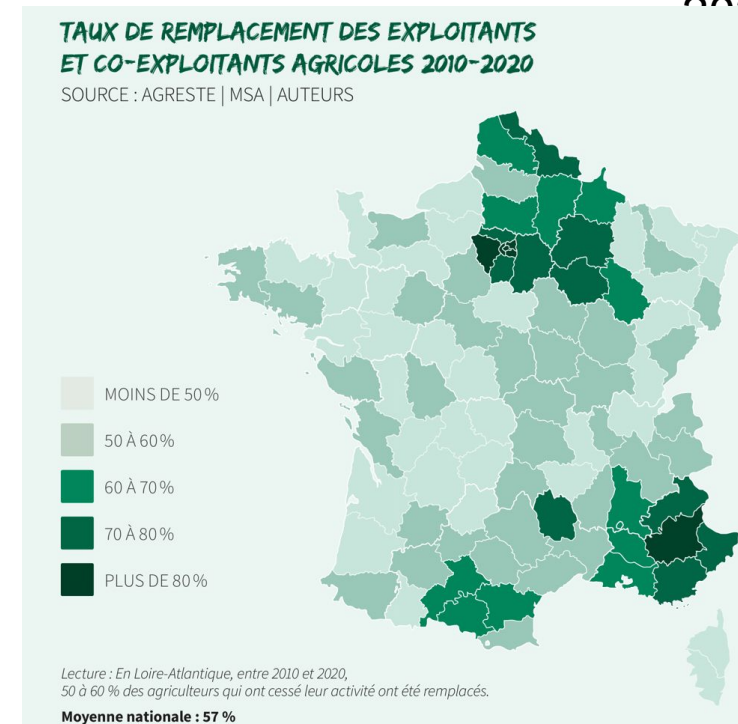 TAUX DE REMPLACEMENT DES EXPLOITANTS
ET CO-EXPLOITANTS AGRICOLES 2010-2020
SOURCE : AGRESTE | MSA | AUTEURS
MOINS DE 50 %
50 À 60 %
60 À 70 %
70 À 80 %
PLUS DE 80 %
Lecture : En Loire-Atlantique, entre 2010 et 2020,
50 à 60 % des agriculteurs qui ont cessé leur activité ont été remplacés.
Moyenne nationale : 57 %